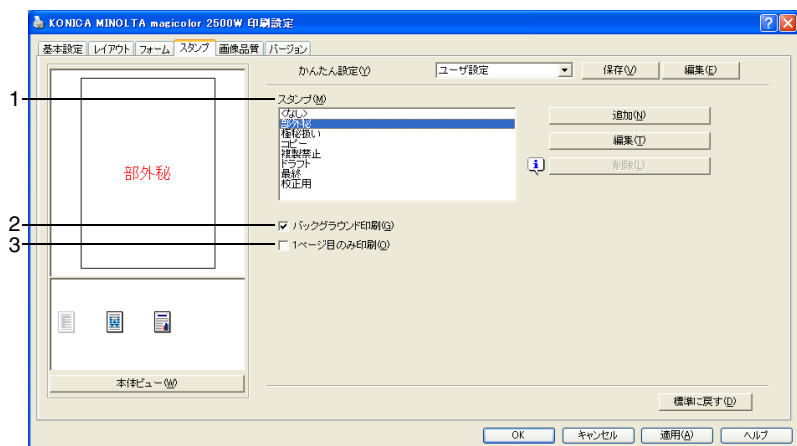 KONICA MINOLTA magicolor 2500W 印刷設定
基本設定 レイアウト フォーム スタンプ 画像品質 バージョン
かんたん設定(Y) ユーザ設定 保存(V) 編集(E)
1 スタンプ(M)
<なし>
部外秘
極秘扱い
コピー
複製禁止
ドラフト
最終
校正用
追加(N)
編集(T)
削除(L)
部外秘
2 バックグラウンド印刷(G)
3 1ページ目のみ印刷(O)
本体ビュー(W)
標準に戻す(D)
OK キャンセル 適用(A) ヘルプ